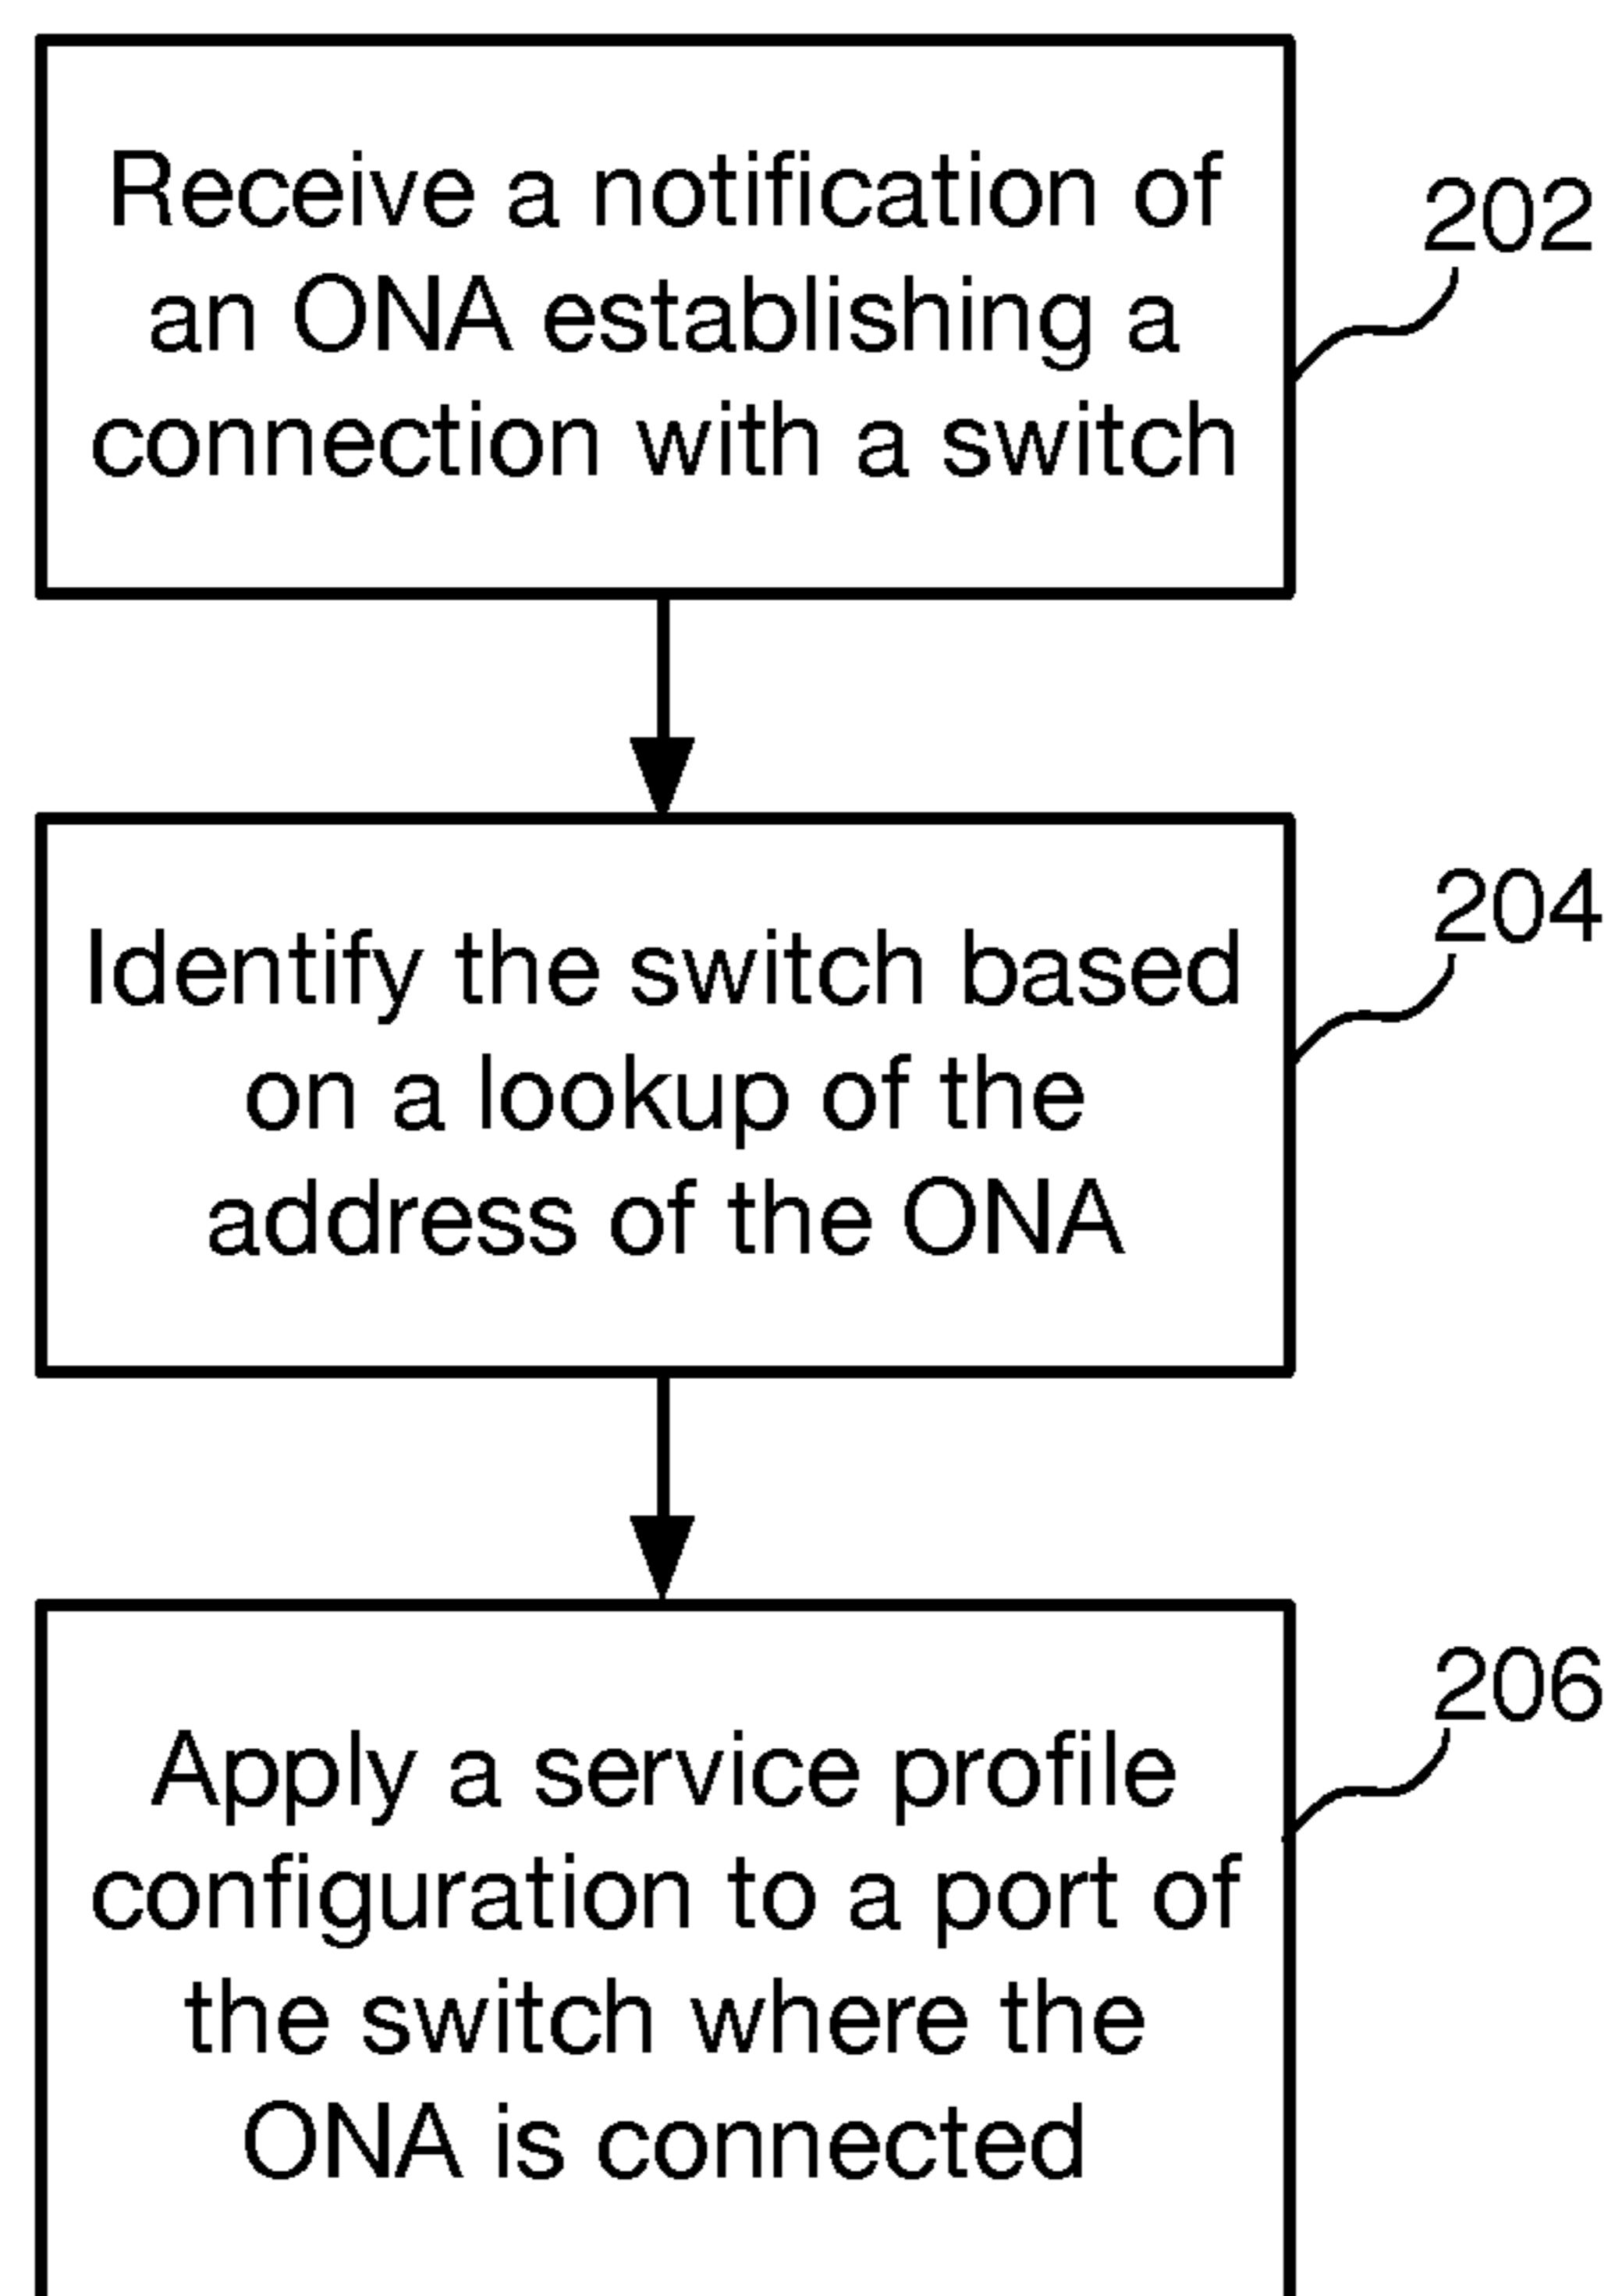 Receive a notification of
an ONA establishing a
connection with a switch
202
Identify the switch based
on a lookup of the
address of the ONA
204
Apply a service profile
configuration to a port of
the switch where the
ONA is connected
206